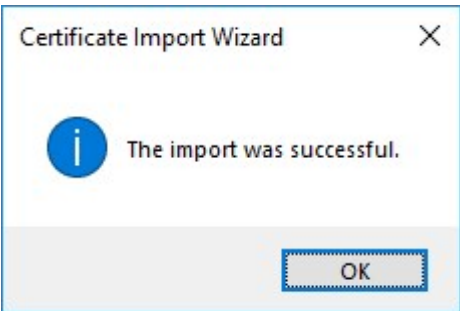 Certificate Import Wizard
The import was successful.
OK